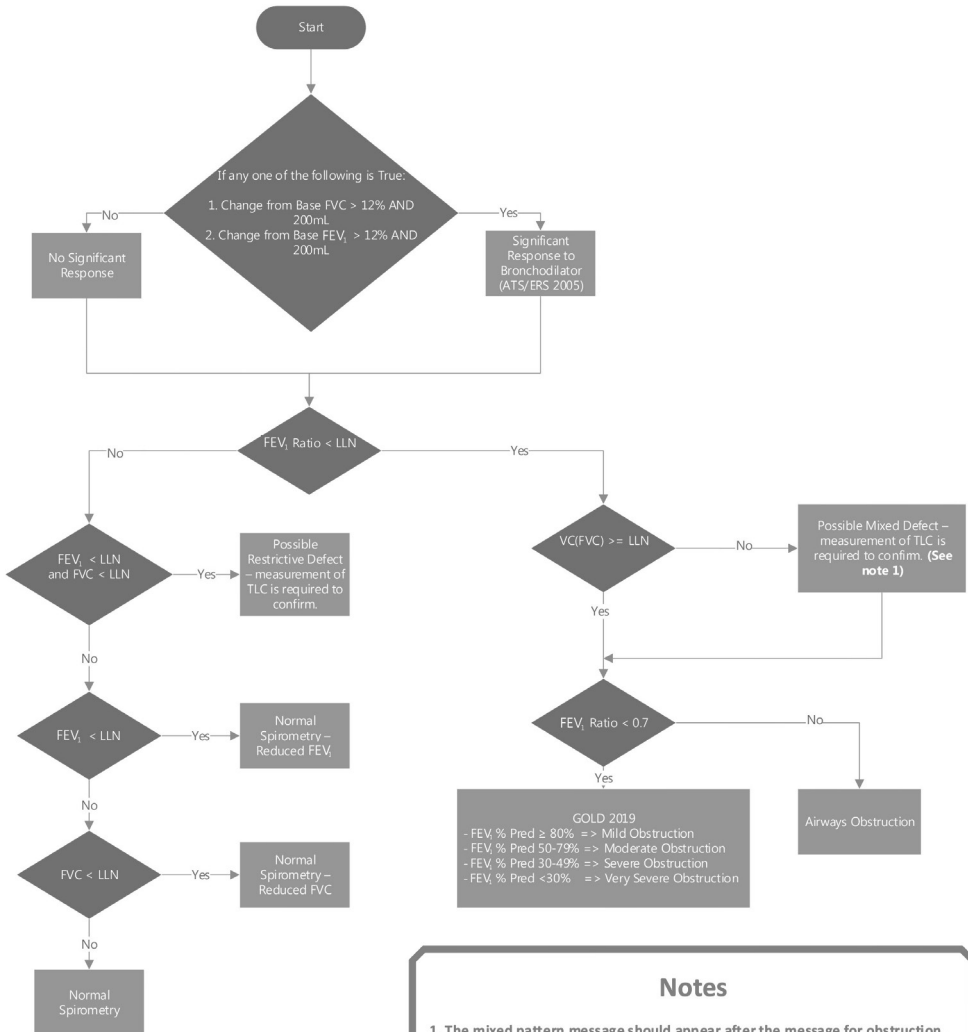 Start
If any one of the following is True:
1. Change from Base FVC > 12% AND
200mL
2. Change from Base FEV₁ > 12% AND
200mL
No
Yes
No Significant
Response
Significant
Response to
Bronchodilator
(ATS/ERS 2005)
FEV₁ Ratio < LLN
No
Yes
FEV₁ < LLN
and FVC < LLN
Yes
Possible
Restrictive Defect
– measurement of
TLC is required to
confirm.
VC(FVC) >= LLN
No
Possible Mixed Defect –
measurement of TLC is
required to confirm. (See
note 1)
Yes
No
FEV₁ < LLN
Yes
Normal
Spirometry –
Reduced FEV₁
FEV₁ Ratio < 0.7
No
Yes
Airways Obstruction
GOLD 2019
- FEV₁ % Pred ≥ 80% => Mild Obstruction
- FEV₁ % Pred 50-79% => Moderate Obstruction
- FEV₁ % Pred 30-49% => Severe Obstruction
- FEV₁ % Pred <30% => Very Severe Obstruction
No
FVC < LLN
Yes
Normal
Spirometry –
Reduced FVC
No
Normal
Spirometry
Notes
1. The mixed pattern message should appear after the message for obstruction